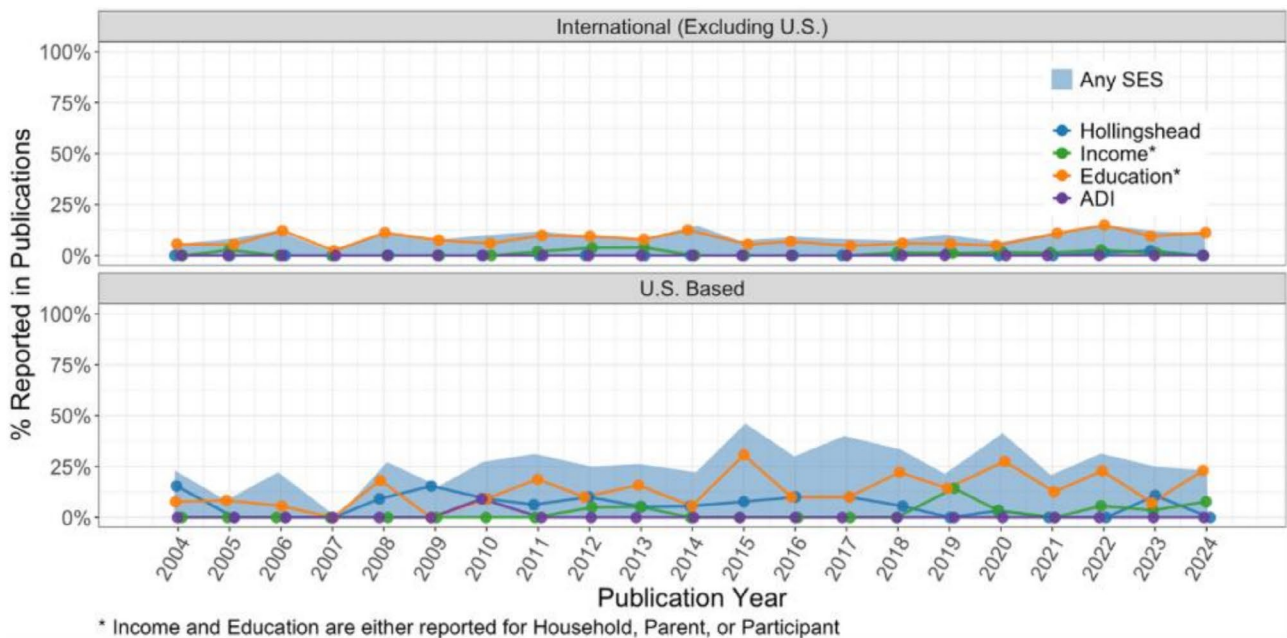 International (Excluding U.S.)
100%
75%
50%
25%
0%
Any SES
Hollingshead
Income*
Education*
ADI
% Reported in Publications
U.S. Based
100%
75%
50%
25%
0%
2004 2005 2006 2007 2008 2009 2010 2011 2012 2013 2014 2015 2016 2017 2018 2019 2020 2021 2022 2023 2024
Publication Year
* Income and Education are either reported for Household, Parent, or Participant